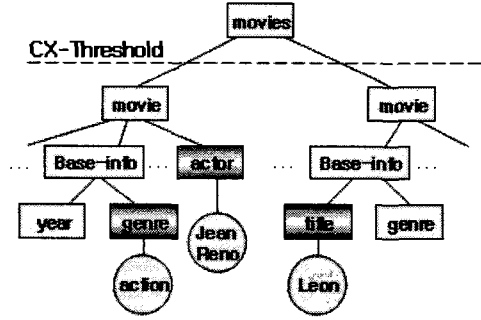 movies
CX-Threshold
movie
movie
... Base-info ... actor ... Base-info ...
year
genre
Jean
Reno
title
genre
action
Leon